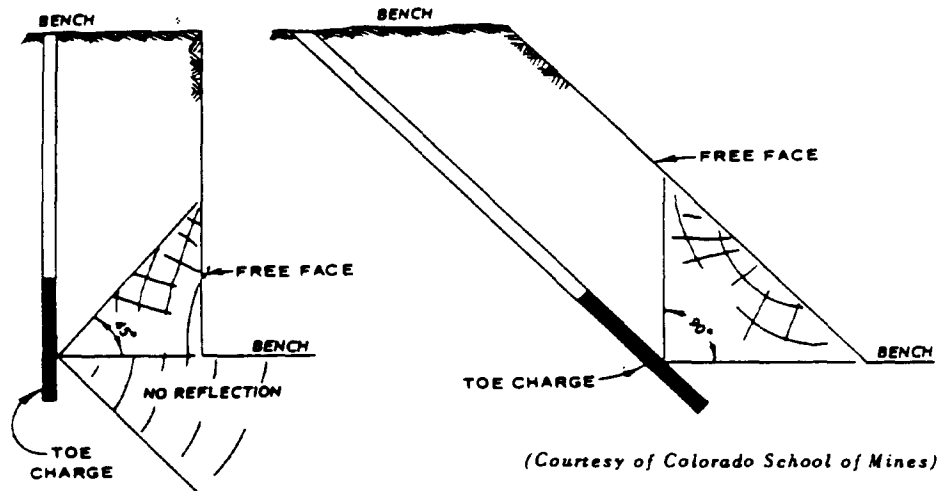 BENCH
FREE FACE
45°
BENCH
NO REFLECTION
TOE
CHARGE
BENCH
FREE FACE
90°
BENCH
TOE CHARGE
(Courtesy of Colorado School of Mines)